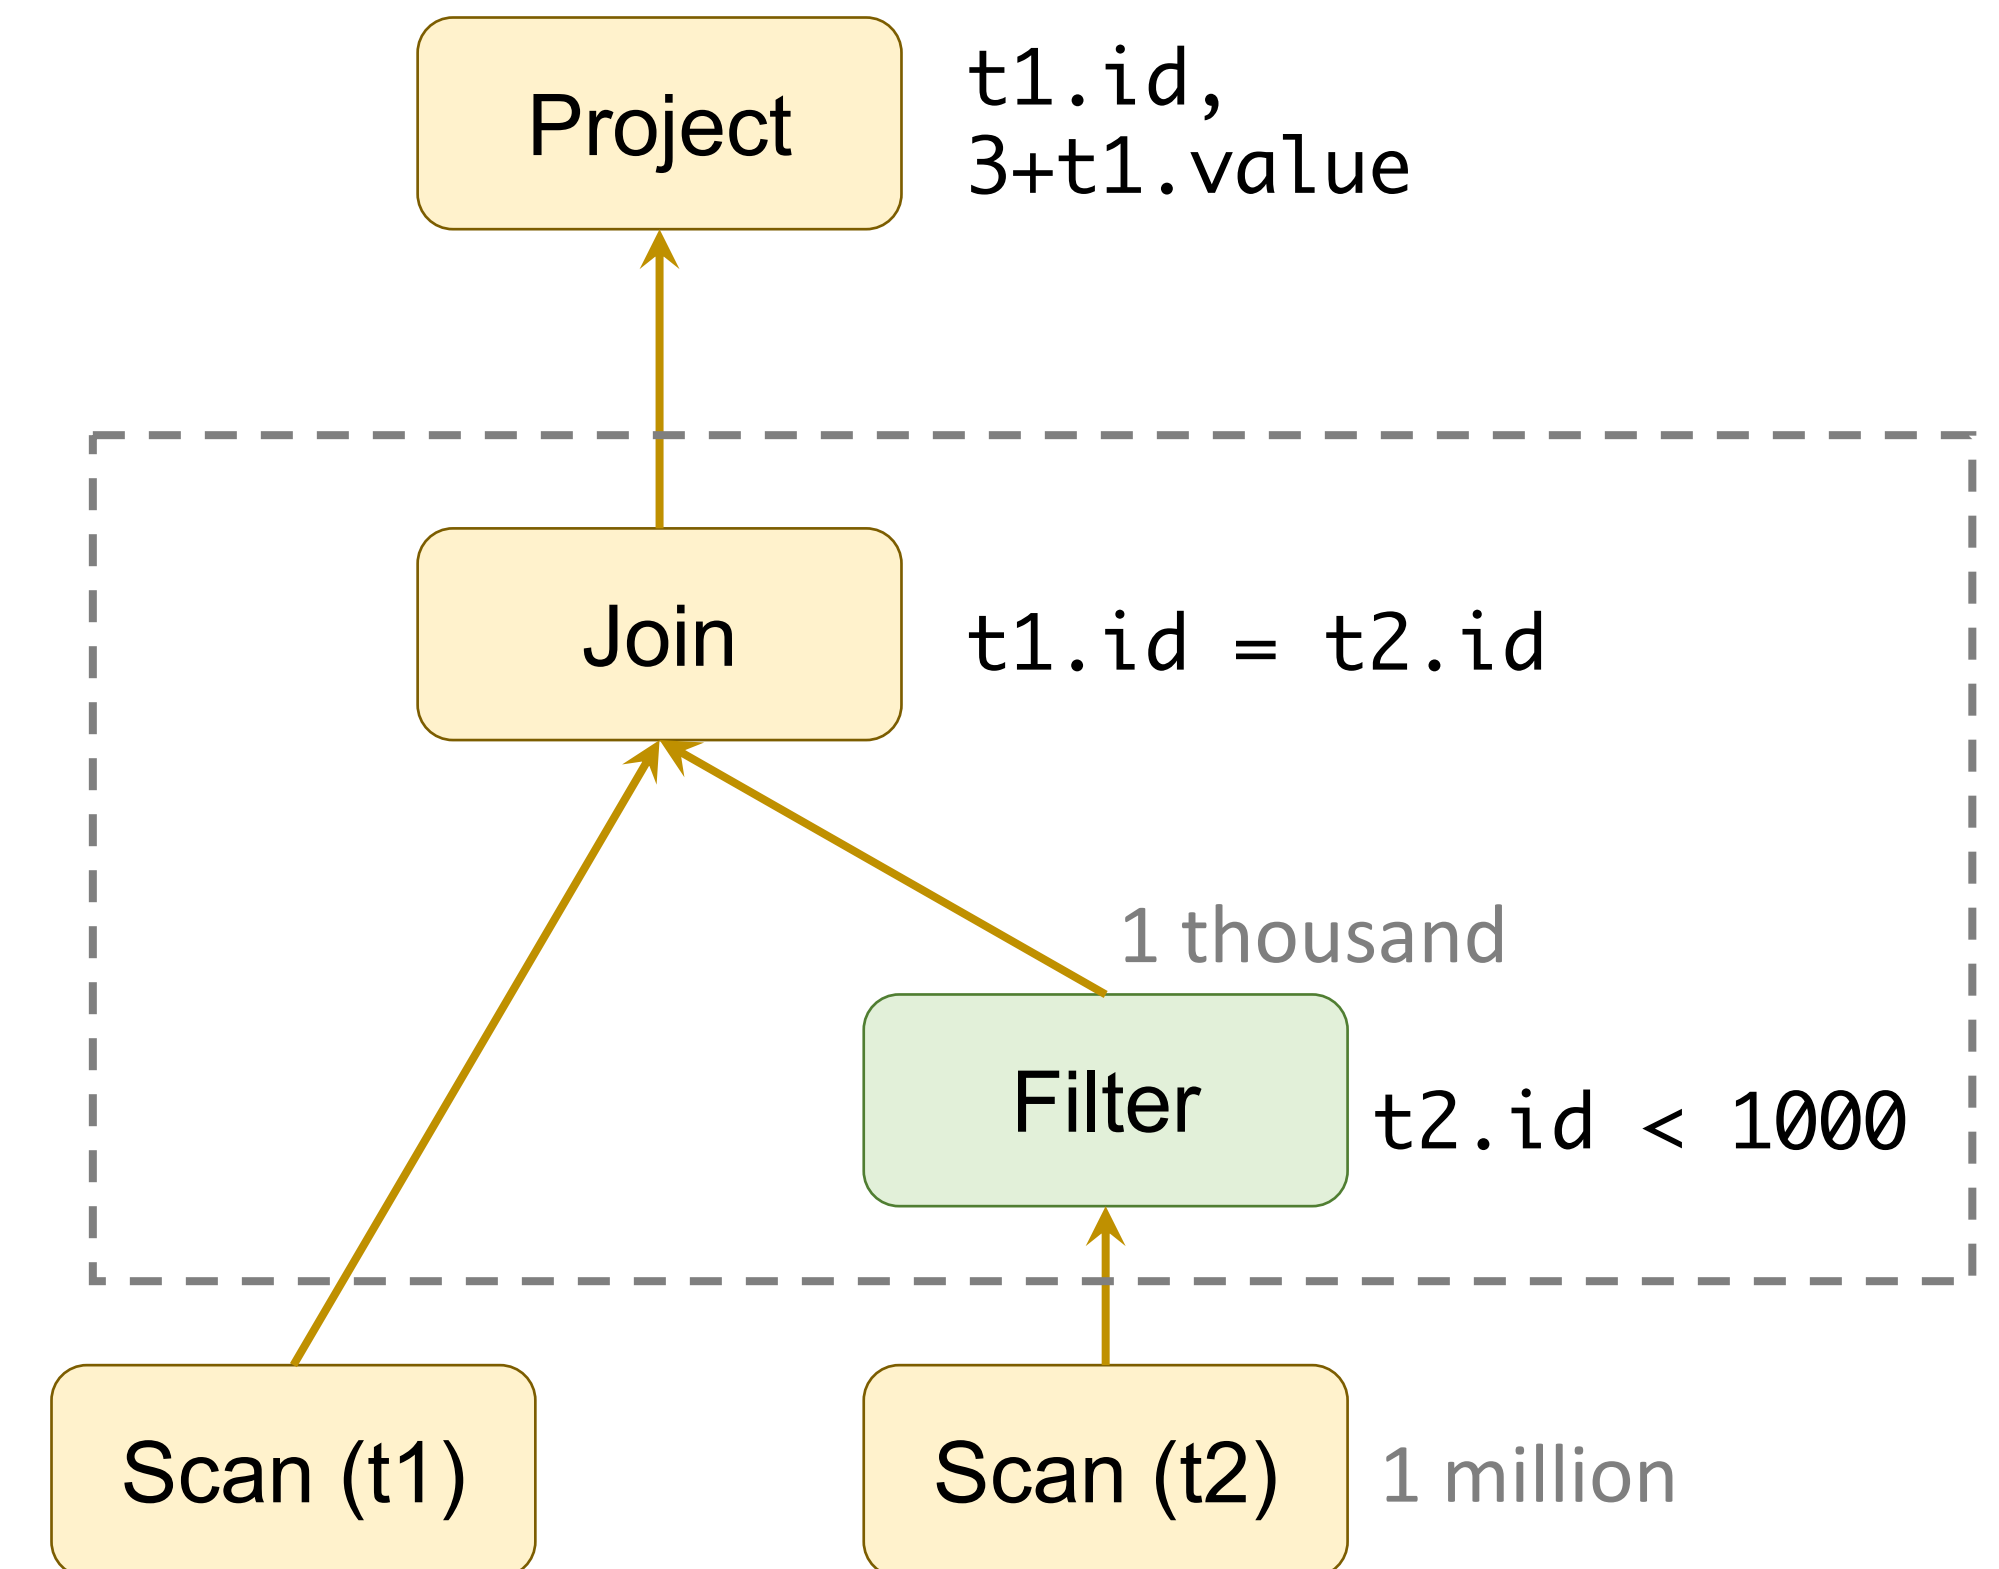 Project
t1.id,
3+t1.value
Join
t1.id = t2.id
1 thousand
Filter
t2.id < 1000
Scan (t1)
Scan (t2)
1 million